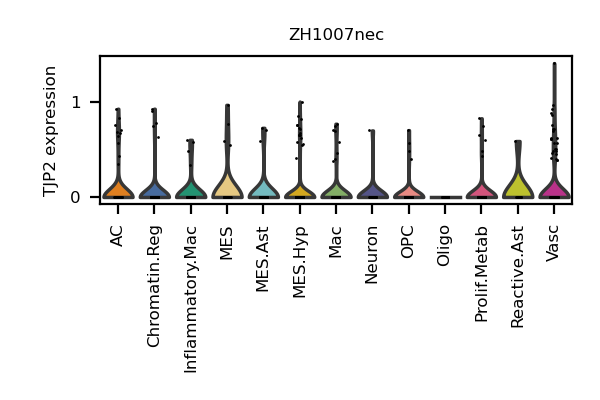 ZH1007nec
TJP2 expression
1
0
AC
Chromatin.Reg
Inflammatory.Mac
MES
MES.Ast
MES.Hyp
Mac
Neuron
OPC
Oligo
Prolif.Metab
Reactive.Ast
Vasc